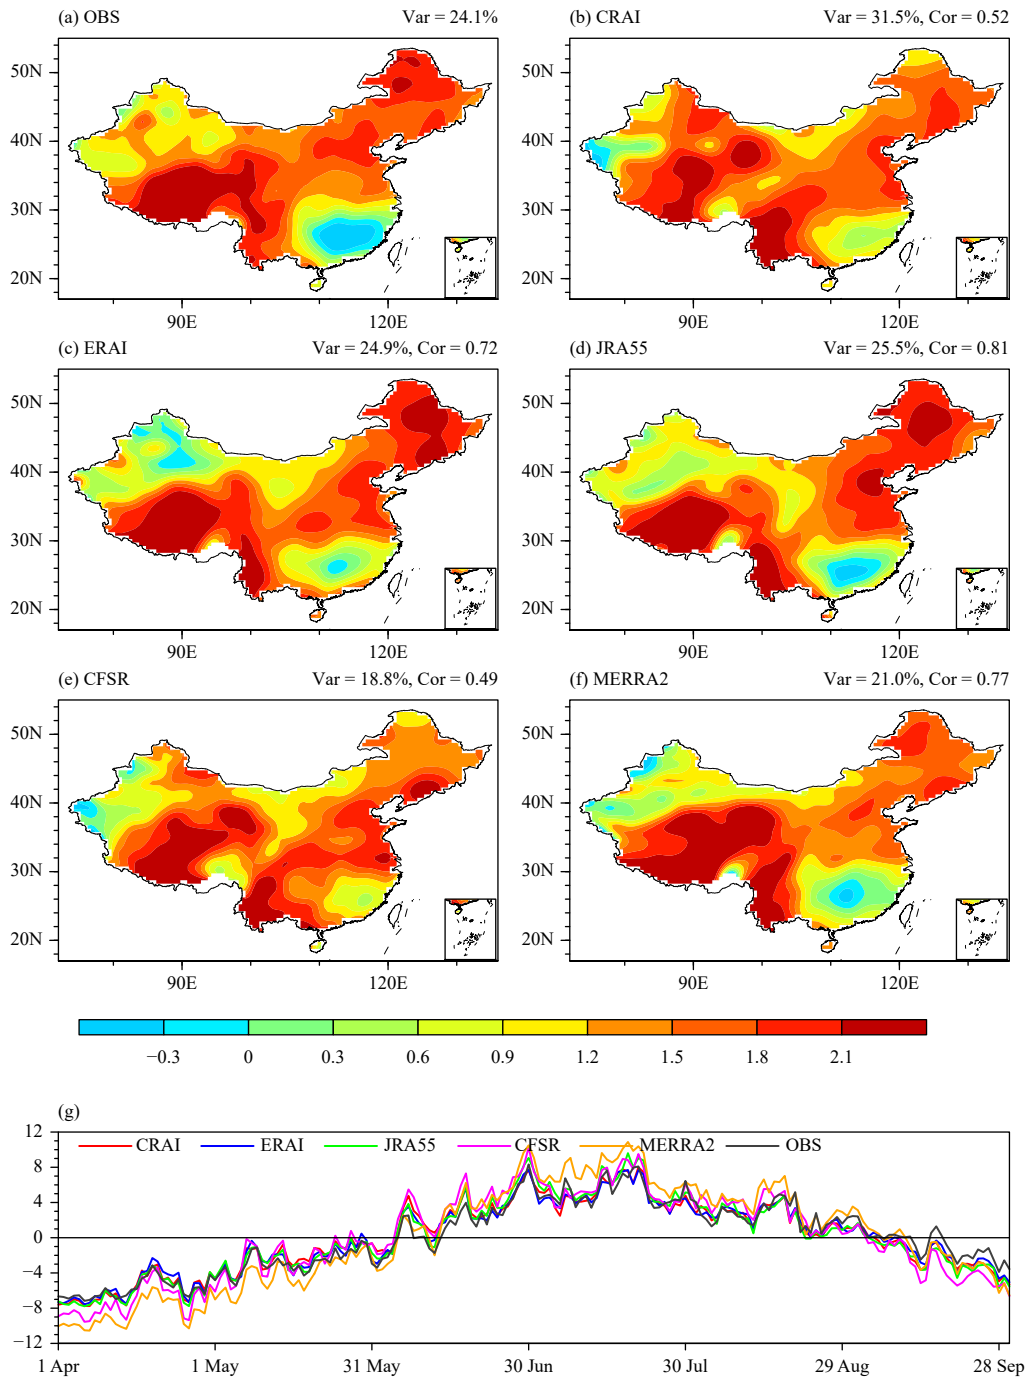 (a) OBS Var = 24.1% (b) CRAI Var = 31.5%, Cor = 0.52
50N 50N
40N 40N
30N 30N
20N 20N
90E 120E 90E 120E
(c) ERAI Var = 24.9%, Cor = 0.72 (d) JRA55 Var = 25.5%, Cor = 0.81
50N 50N
40N 40N
30N 30N
20N 20N
90E 120E 90E 120E
(e) CFSR Var = 18.8%, Cor = 0.49 (f) MERRA2 Var = 21.0%, Cor = 0.77
50N 50N
40N 40N
30N 30N
20N 20N
90E 120E 90E 120E
−0.3 0 0.3 0.6 0.9 1.2 1.5 1.8 2.1
(g)
12
CRAI ERAI JRA55 CFSR MERRA2 OBS
8
4
0
−4
−8
−12
1 Apr 1 May 31 May 30 Jun 30 Jul 29 Aug 28 Sep